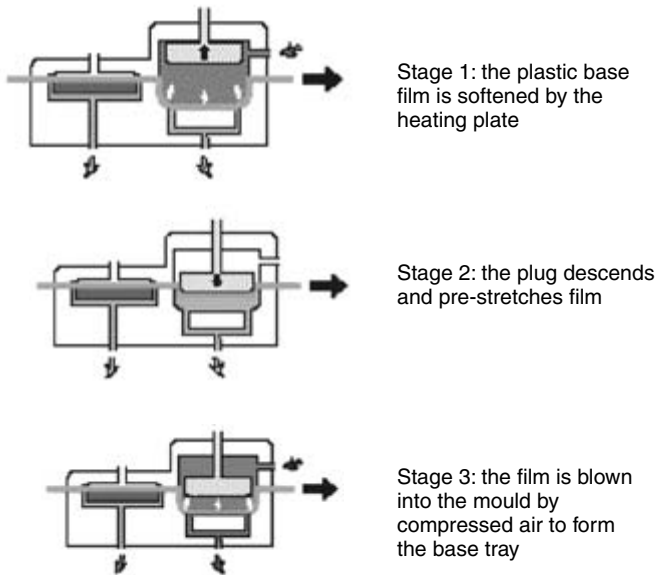 Stage 1: the plastic base
film is softened by the
heating plate
Stage 2: the plug descends
and pre-stretches film
Stage 3: the film is blown
into the mould by
compressed air to form
the base tray